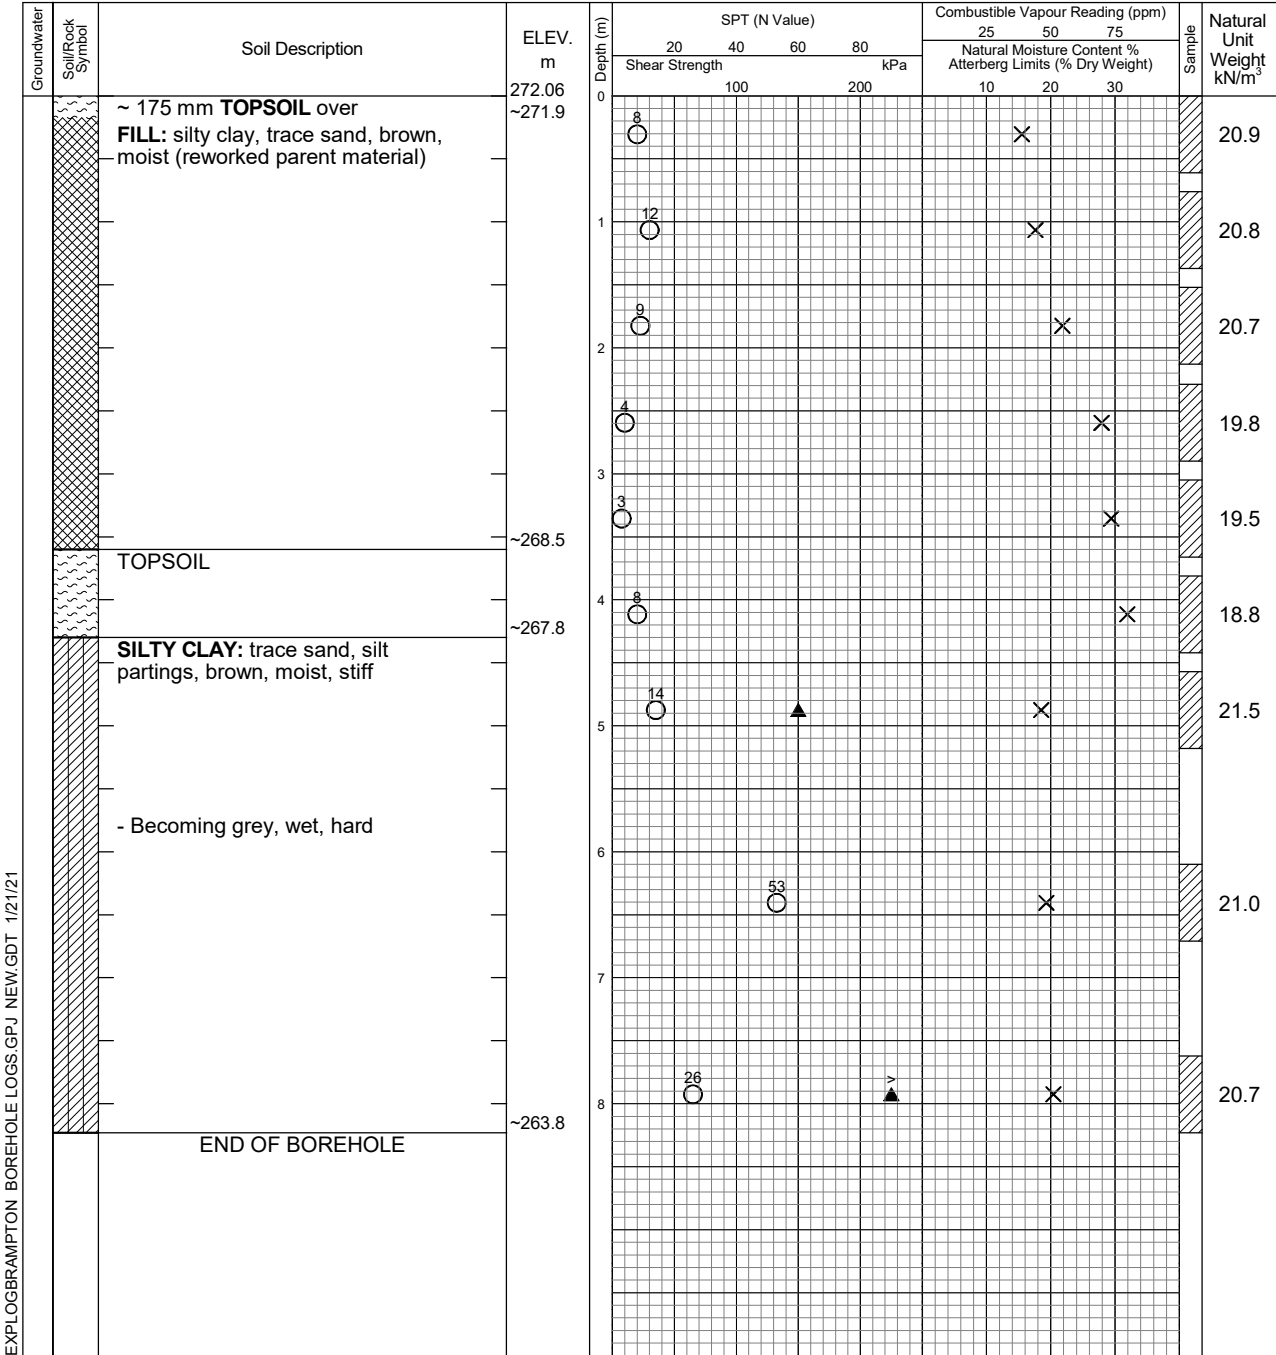 Groundwater
Soil/Rock
Symbol
Soil Description
ELEV.
m
272.06
Depth (m)
SPT (N Value)
20 40 60 80
Shear Strength kPa
100 200
Combustible Vapour Reading (ppm)
25 50 75
Natural Moisture Content %
Atterberg Limits (% Dry Weight)
10 20 30
Sample
Natural
Unit
Weight
kN/m³
0
~ 175 mm TOPSOIL over
~271.9
FILL: silty clay, trace sand, brown,
moist (reworked parent material)
8
20.9
1
12
20.8
9
20.7
2
4
19.8
3
3
19.5
~268.5
TOPSOIL
8
4
18.8
~267.8
SILTY CLAY: trace sand, silt
partings, brown, moist, stiff
14
21.5
5
- Becoming grey, wet, hard
6
53
21.0
7
26 >
20.7
8
~263.8
END OF BOREHOLE
EXPLOGBRAMPTON BOREHOLE LOGS.GPJ NEW.GDT 1/21/21